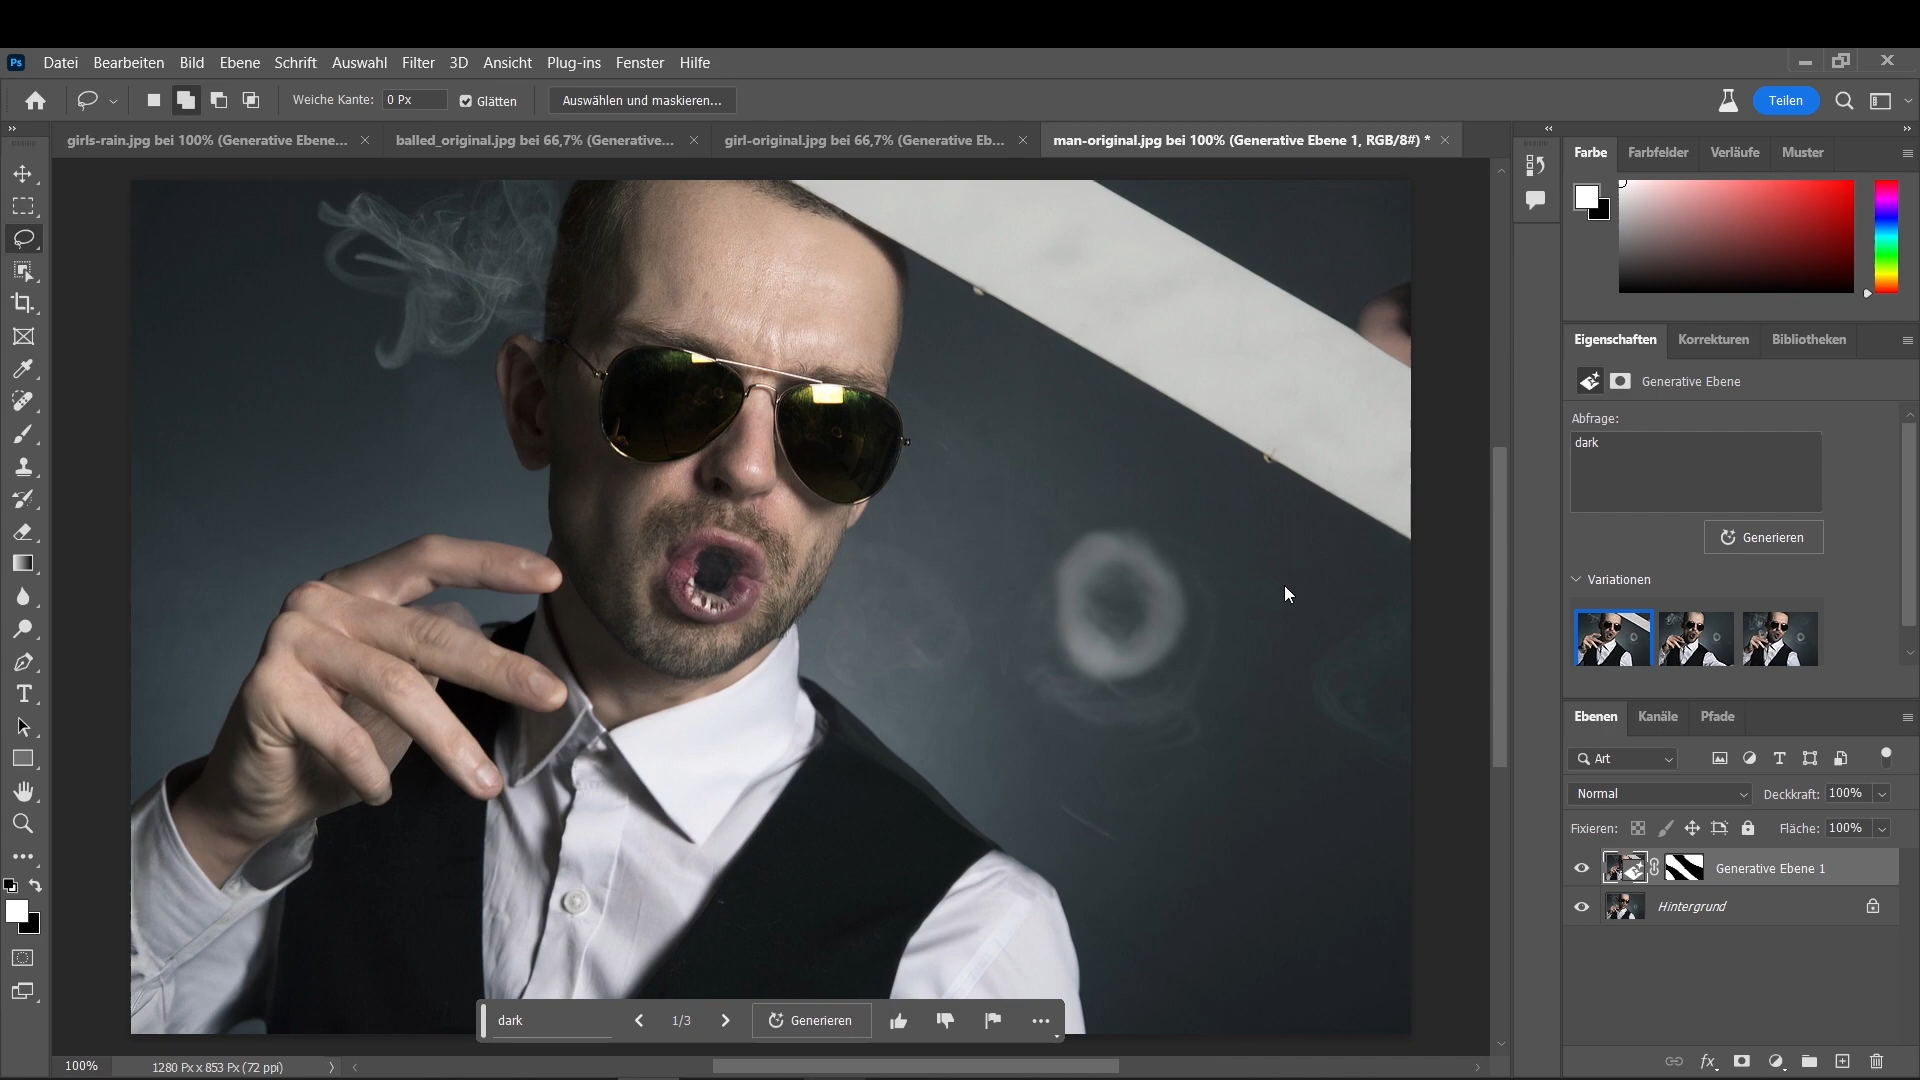 Ps Datei Bearbeiten Bild Ebene Schrift Auswahl Filter 3D Ansicht Plug-ins Fenster Hilfe
Weiche Kante: 0 Px Glätten Auswählen und maskieren... Teilen
girls-rain.jpg bei 100% (Generative Ebene... balled_original.jpg bei 66,7% (Generative... girl-original.jpg bei 66,7% (Generative Eb... man-original.jpg bei 100% (Generative Ebene 1, RGB/8#) *
Farbe Farbfelder Verläufe Muster
Eigenschaften Korrekturen Bibliotheken
Generative Ebene
Abfrage:
dark
Generieren
Variationen
Ebenen Kanäle Pfade
Art
Normal Deckkraft: 100%
Fixieren: Fläche: 100%
Generative Ebene 1
Hintergrund
dark 1/3 Generieren
100% 1280 Px x 853 Px (72 ppi)